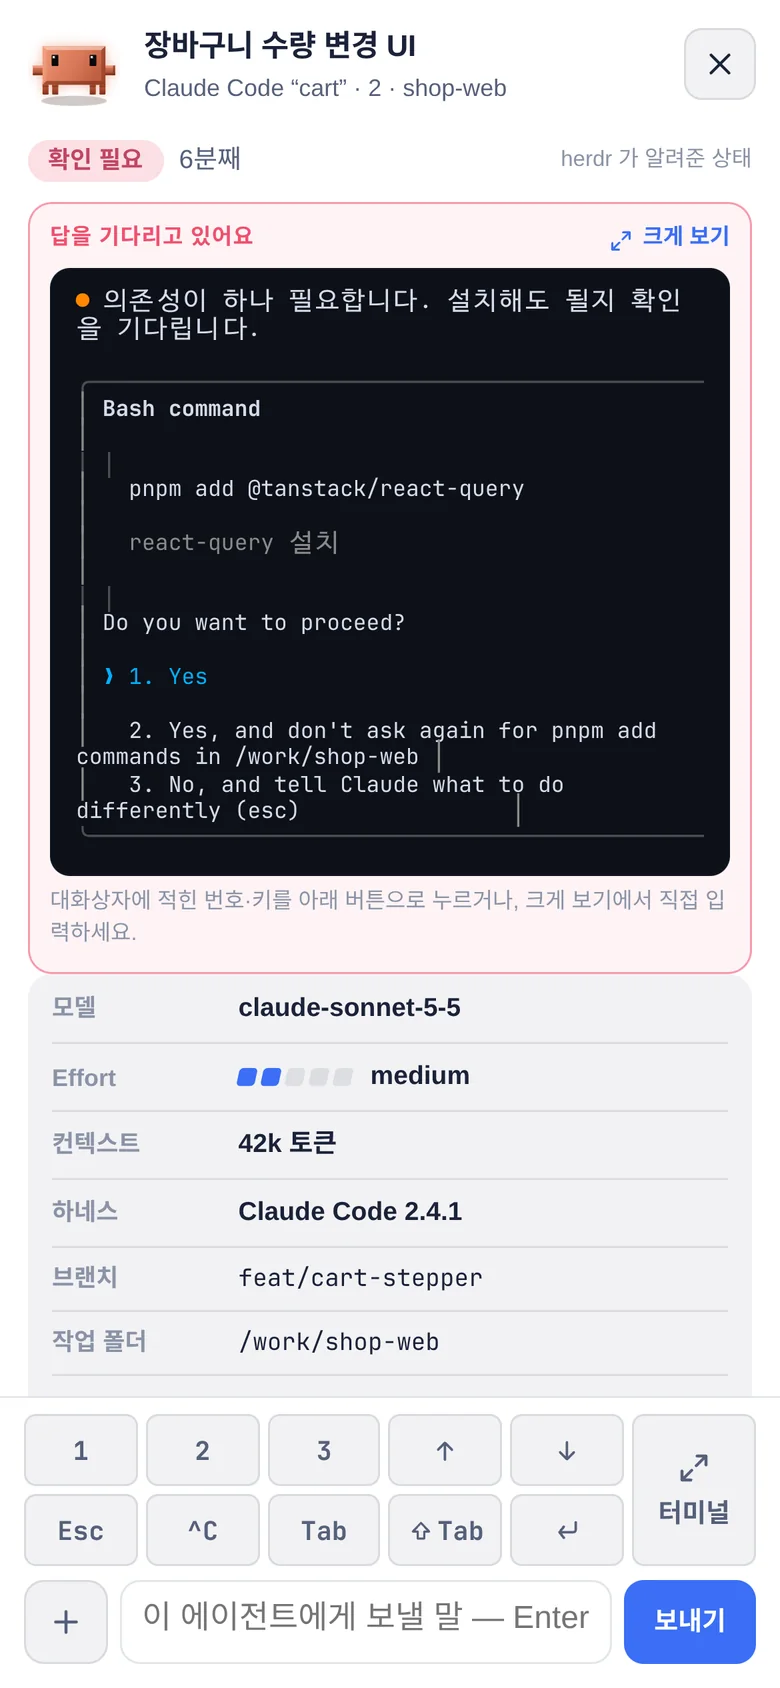 장바구니 수량 변경 UI
Claude Code “cart” · 2 · shop-web
확인 필요 6분째 herdr 가 알려준 상태
답을 기다리고 있어요 크게 보기
의존성이 하나 필요합니다. 설치해도 될지 확인
을 기다립니다.
Bash command
pnpm add @tanstack/react-query
react-query 설치
Do you want to proceed?
❯ 1. Yes
2. Yes, and don't ask again for pnpm add
commands in /work/shop-web
3. No, and tell Claude what to do
differently (esc)
대화상자에 적힌 번호·키를 아래 버튼으로 누르거나, 크게 보기에서 직접 입
력하세요.
모델 claude-sonnet-5-5
Effort medium
컨텍스트 42k 토큰
하네스 Claude Code 2.4.1
브랜치 feat/cart-stepper
작업 폴더 /work/shop-web
1 2 3 ↑ ↓
Esc ^C Tab ⇧ Tab ↵ 터미널
+ 이 에이전트에게 보낼 말 — Enter 보내기